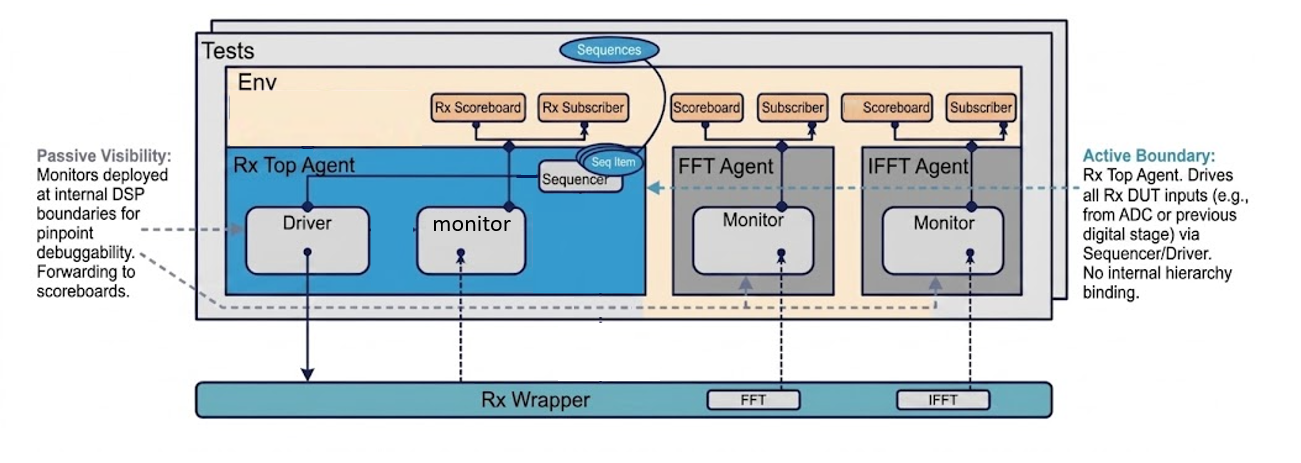 Tests
Sequences
Env
Rx Scoreboard
Rx Subscriber
Scoreboard
Subscriber
Scoreboard
Subscriber
Passive Visibility:
Monitors deployed
at internal DSP
boundaries for
pinpoint
debuggability.
Forwarding to
scoreboards.
Rx Top Agent
Seq Item
Sequencer
FFT Agent
IFFT Agent
Driver
monitor
Monitor
Monitor
Active Boundary:
Rx Top Agent. Drives
all Rx DUT inputs (e.g.,
from ADC or previous
digital stage) via
Sequencer/Driver.
No internal hierarchy
binding.
Rx Wrapper
FFT
IFFT